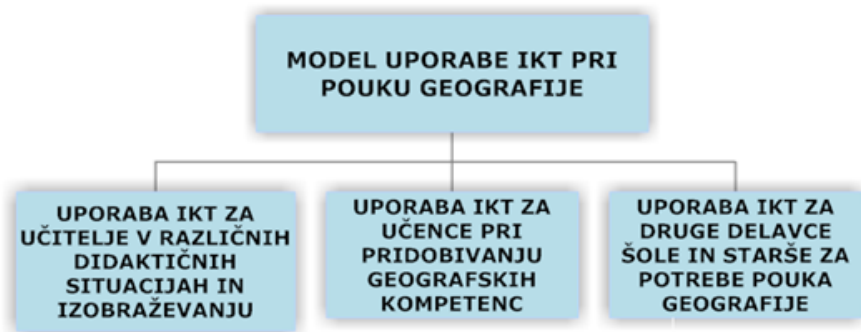 MODEL UPORABE IKT PRI
POUKU GEOGRAFIJE
UPORABA IKT ZA
UČITELJE V RAZLIČNIH
DIDAKTIČNIH
SITUACIJAH IN
IZOBRAŽEVANJU
UPORABA IKT ZA
UČENCE PRI
PRIDOBIVANJU
GEOGRAFSKIH
KOMPETENC
UPORABA IKT ZA
DRUGE DELAVCE
ŠOLE IN STARŠE ZA
POTREBE POUKA
GEOGRAFIJE